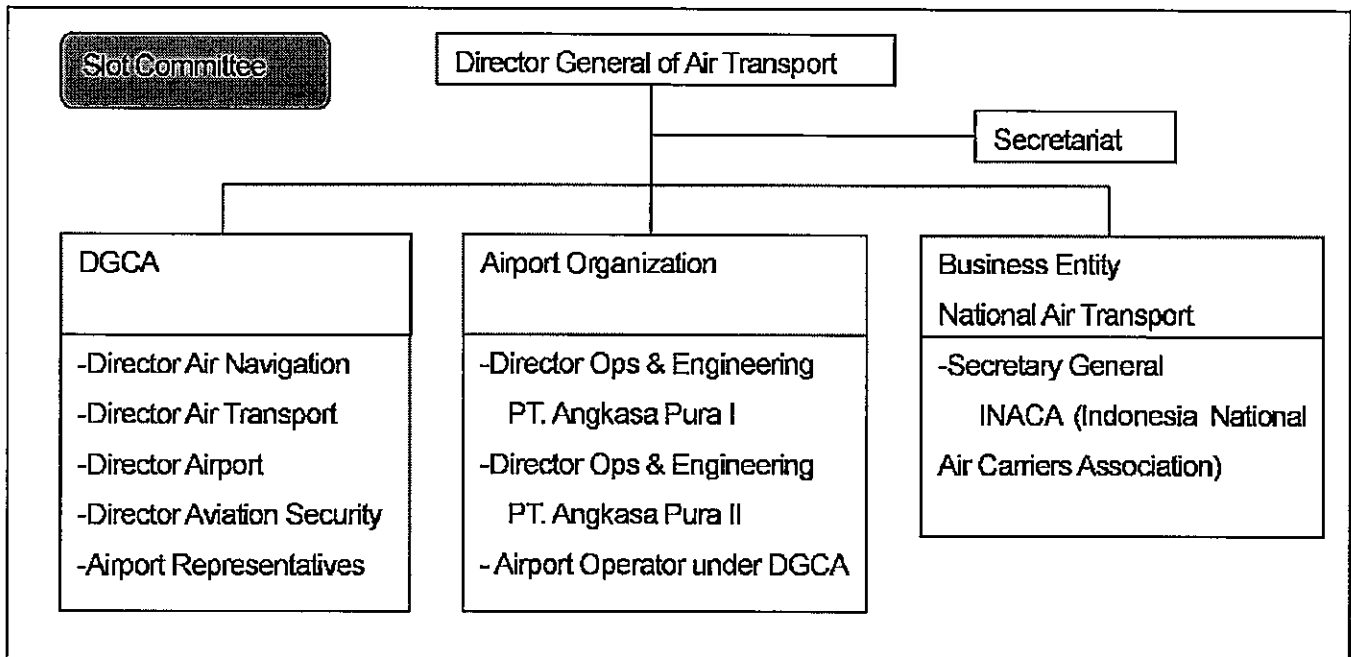 Slot Committee
Director General of Air Transport
Secretariat
DGCA
-Director Air Navigation
-Director Air Transport
-Director Airport
-Director Aviation Security
-Airport Representatives
Airport Organization
-Director Ops & Engineering
PT. Angkasa Pura I
-Director Ops & Engineering
PT. Angkasa Pura II
-Airport Operator under DGCA
Business Entity
National Air Transport
-Secretary General
INACA (Indonesia National
Air Carriers Association)